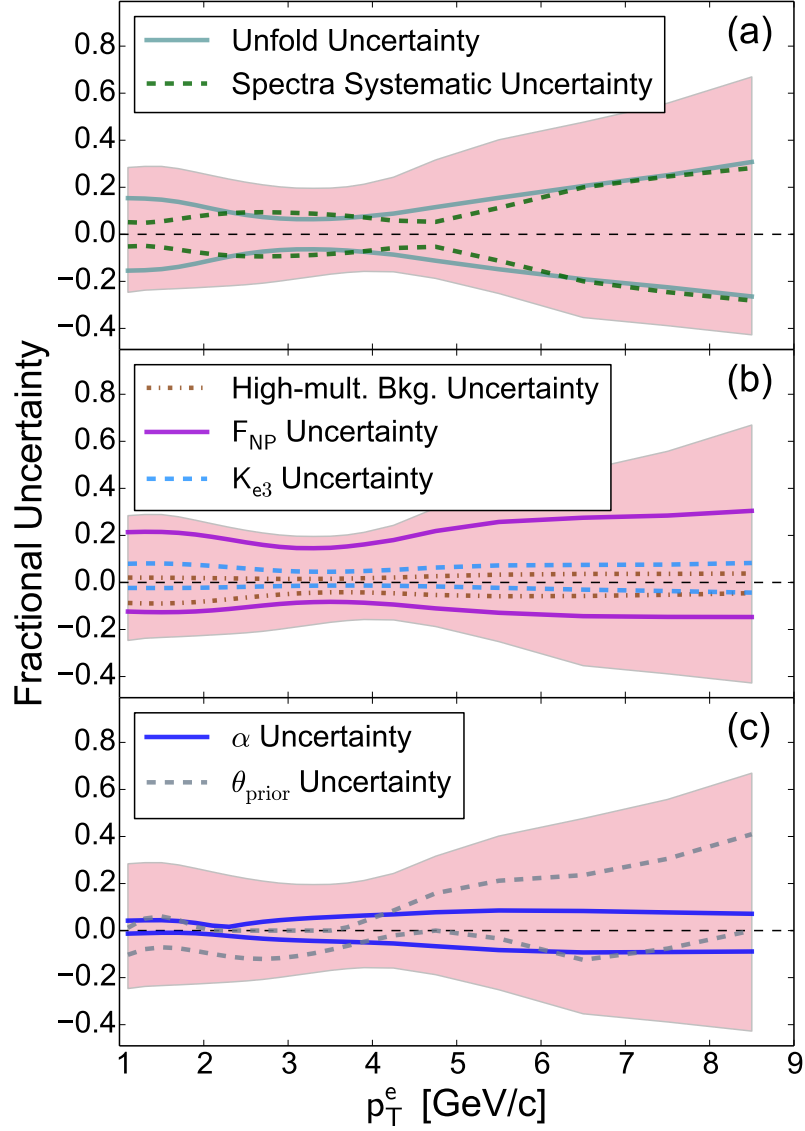 (a)
Unfold Uncertainty
Spectra Systematic Uncertainty
0.8
0.6
0.4
0.2
0.0
−0.2
−0.4
(b)
High-mult. Bkg. Uncertainty
F_NP Uncertainty
K_e3 Uncertainty
0.8
0.6
0.4
0.2
0.0
−0.2
−0.4
(c)
α Uncertainty
θ_prior Uncertainty
0.8
0.6
0.4
0.2
0.0
−0.2
−0.4
Fractional Uncertainty
1 2 3 4 5 6 7 8 9
p_T^e [GeV/c]